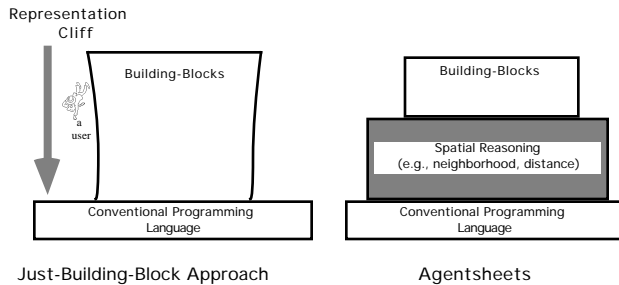 Representation
Cliff
Building-Blocks
a
user
Conventional Programming
Language
Just-Building-Block Approach
Building-Blocks
Spatial Reasoning
(e.g., neighborhood, distance)
Conventional Programming
Language
Agentsheets